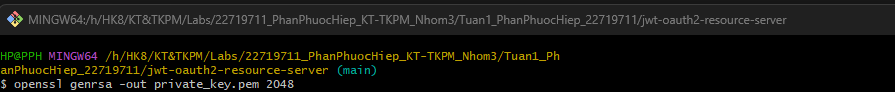 MINGW64:/h/HK8/KT&TKPM/Labs/22719711_PhanPhuocHiep_KT-TKPM_Nhom3/Tuan1_PhanPhuocHiep_22719711/jwt-oauth2-resource-server
HP@PPH MINGW64 /h/HK8/KT&TKPM/Labs/22719711_PhanPhuocHiep_KT-TKPM_Nhom3/Tuan1_Ph
anPhuocHiep_22719711/jwt-oauth2-resource-server (main)
$ openssl genrsa -out private_key.pem 2048